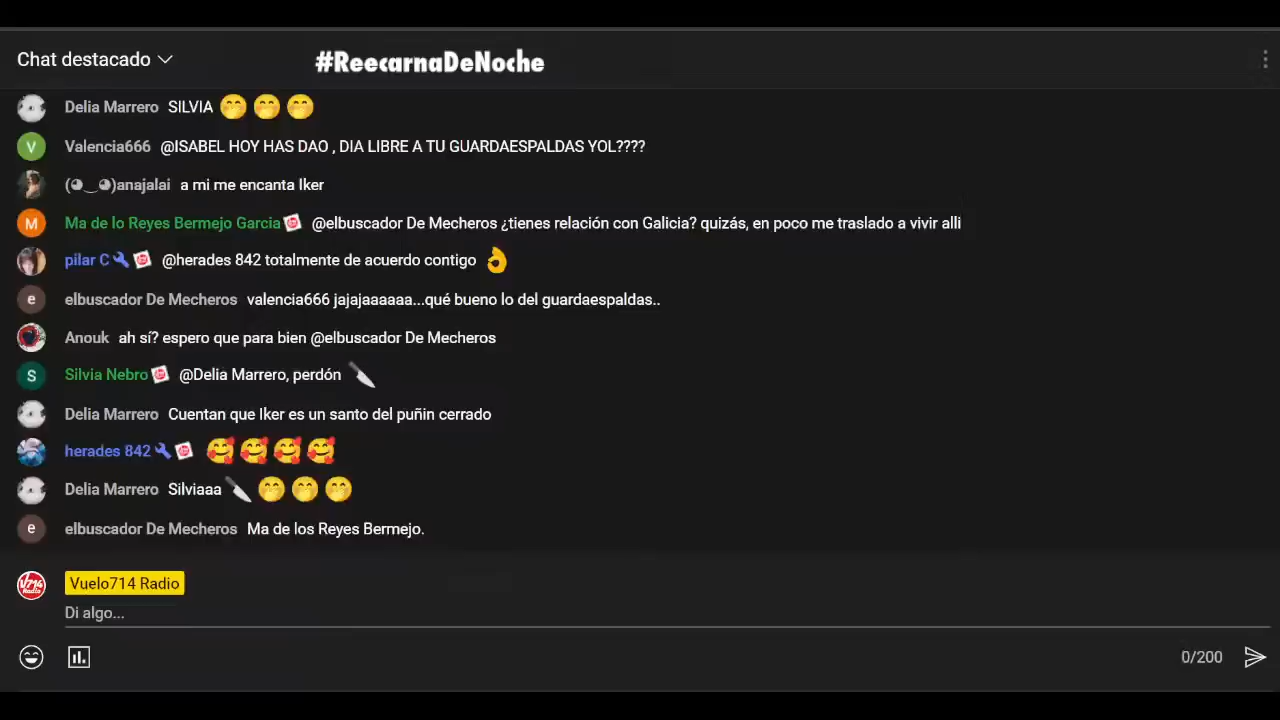 Chat destacado
#ReecarnaDeNoche
Delia Marrero SILVIA 🤭 🤭 🤭
V Valencia666 @ISABEL HOY HAS DAO , DIA LIBRE A TU GUARDAESPALDAS YOL????
(◕‿◕)anajalai a mi me encanta Iker
M Ma de lo Reyes Bermejo Garcia @elbuscador De Mecheros ¿tienes relación con Galicia? quizás, en poco me traslado a vivir alli
pilar C @herades 842 totalmente de acuerdo contigo 👌
e elbuscador De Mecheros valencia666 jajajaaaaaa...qué bueno lo del guardaespaldas..
Anouk ah sí? espero que para bien @elbuscador De Mecheros
S Silvia Nebro @Delia Marrero, perdón 🔪
Delia Marrero Cuentan que Iker es un santo del puñin cerrado
herades 842 🥰 🥰 🥰 🥰
Delia Marrero Silviaaa 🔪 🤭 🤭 🤭
e elbuscador De Mecheros Ma de los Reyes Bermejo.
V714 Radio Vuelo714 Radio
Di algo...
0/200